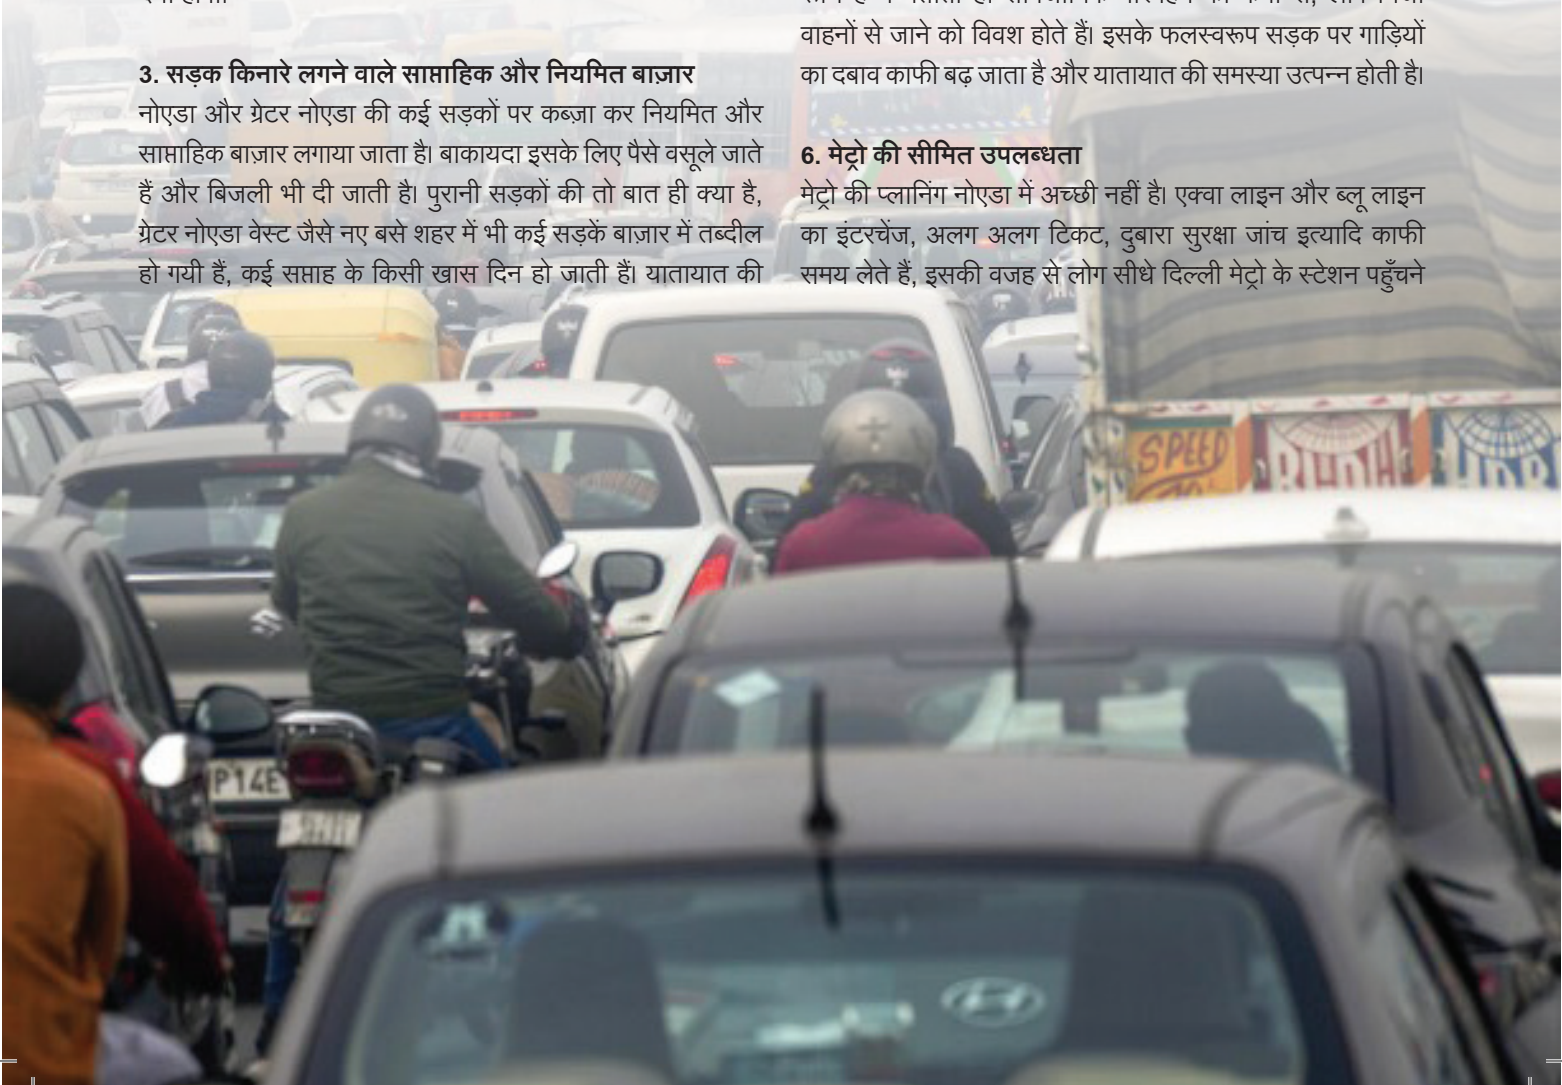 3. सड़क किनारे लगने वाले साप्ताहिक और नियमित बाज़ार
नोएडा और ग्रेटर नोएडा की कई सड़कों पर कब्ज़ा कर नियमित और
साप्ताहिक बाज़ार लगाया जाता है। बाकायदा इसके लिए पैसे वसूले जाते
हैं और बिजली भी दी जाती है। पुरानी सड़कों की तो बात ही क्या है,
ग्रेटर नोएडा वेस्ट जैसे नए बसे शहर में भी कई सड़कें बाज़ार में तब्दील
हो गयी हैं, कई सप्ताह के किसी खास दिन हो जाती हैं। यातायात की
वाहनों से जाने को विवश होते हैं। इसके फलस्वरूप सड़क पर गाड़ियों
का दबाव काफी बढ़ जाता है और यातायात की समस्या उत्पन्न होती है।
6. मेट्रो की सीमित उपलब्धता
मेट्रो की प्लानिंग नोएडा में अच्छी नहीं है। एक्वा लाइन और ब्लू लाइन
का इंटरचेंज, अलग अलग टिकट, दुबारा सुरक्षा जांच इत्यादि काफी
समय लेते हैं, इसकी वजह से लोग सीधे दिल्ली मेट्रो के स्टेशन पहुँचने
SPEED
P14E